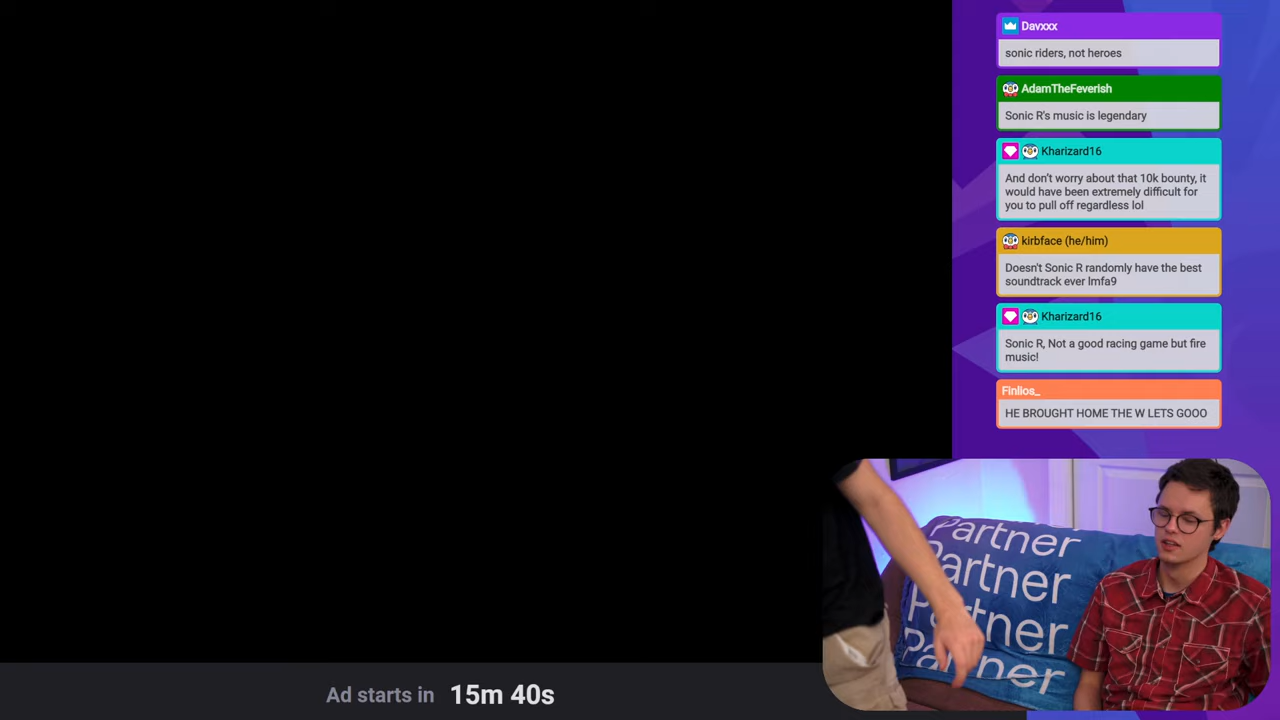 Davxxx
sonic riders, not heroes
AdamTheFeverish
Sonic R's music is legendary
Kharizard16
And don't worry about that 10k bounty, it
would have been extremely difficult for
you to pull off regardless lol
kirbface (he/him)
Doesn't Sonic R randomly have the best
soundtrack ever lmfa9
Kharizard16
Sonic R, Not a good racing game but fire
music!
Finlios_
HE BROUGHT HOME THE W LETS GOOO
Partner
Partner
Partner
Partner
Ad starts in 15m 40s